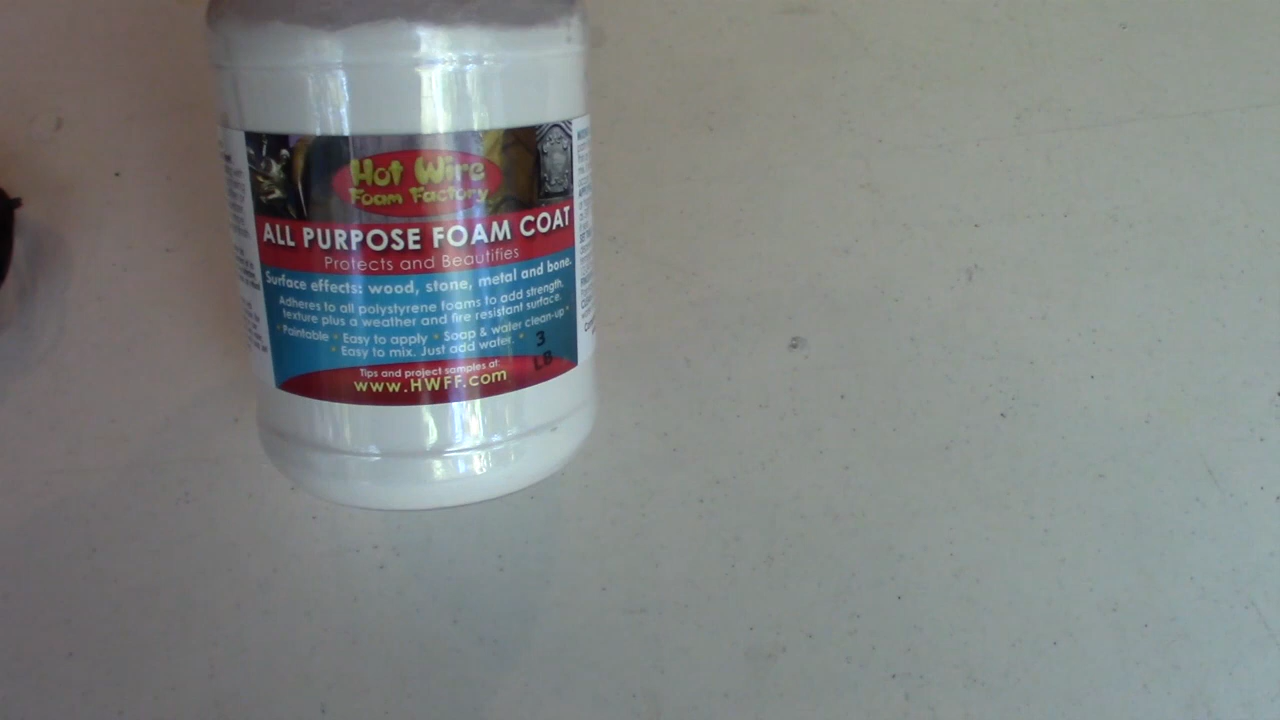 Hot Wire
Foam Factory
ALL PURPOSE FOAM COAT
Protects and Beautifies
Surface effects: wood, stone, metal and bone.
Adheres to all polystyrene foams to add strength,
texture plus a weather and fire resistant surface.
• Paintable • Easy to apply • Soap & water clean-up •
• Easy to mix. Just add water. •
3
LB
Tips and project samples at:
www.HWFF.com